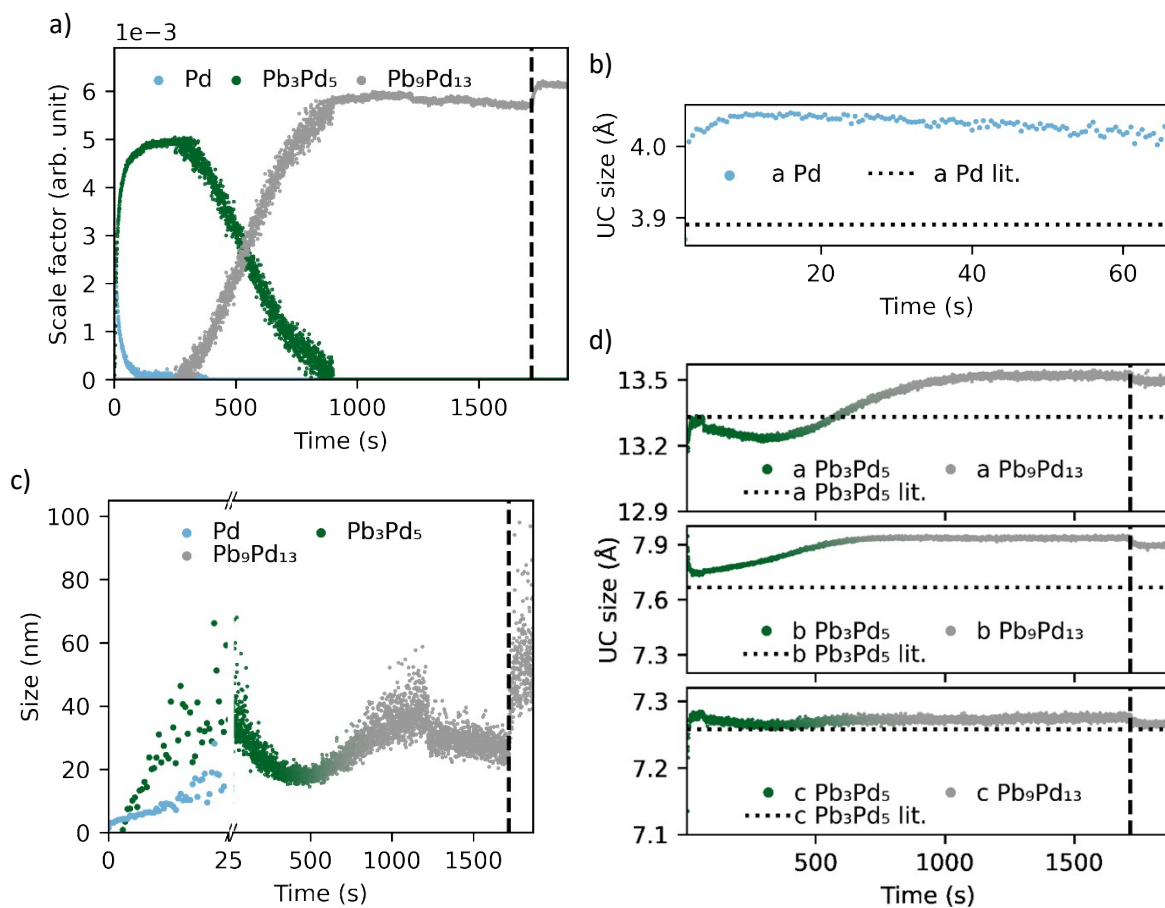 a)
1e−3
Pd Pb₃Pd₅ Pb₉Pd₁₃
Scale factor (arb. unit)
6
5
4
3
2
1
0
0 500 1000 1500
Time (s)
b)
UC size (Å)
4.0
3.9
a Pd a Pd lit.
20 40 60
Time (s)
c)
Size (nm)
100
80
60
40
20
0
Pd Pb₃Pd₅
Pb₉Pd₁₃
0 25 500 1000 1500
Time (s)
d)
13.5
13.2
12.9
a Pb₃Pd₅ a Pb₉Pd₁₃
a Pb₃Pd₅ lit.
UC size (Å)
7.9
7.6
7.3
b Pb₃Pd₅ b Pb₉Pd₁₃
b Pb₃Pd₅ lit.
7.3
7.2
7.1
c Pb₃Pd₅ c Pb₉Pd₁₃
c Pb₃Pd₅ lit.
500 1000 1500
Time (s)